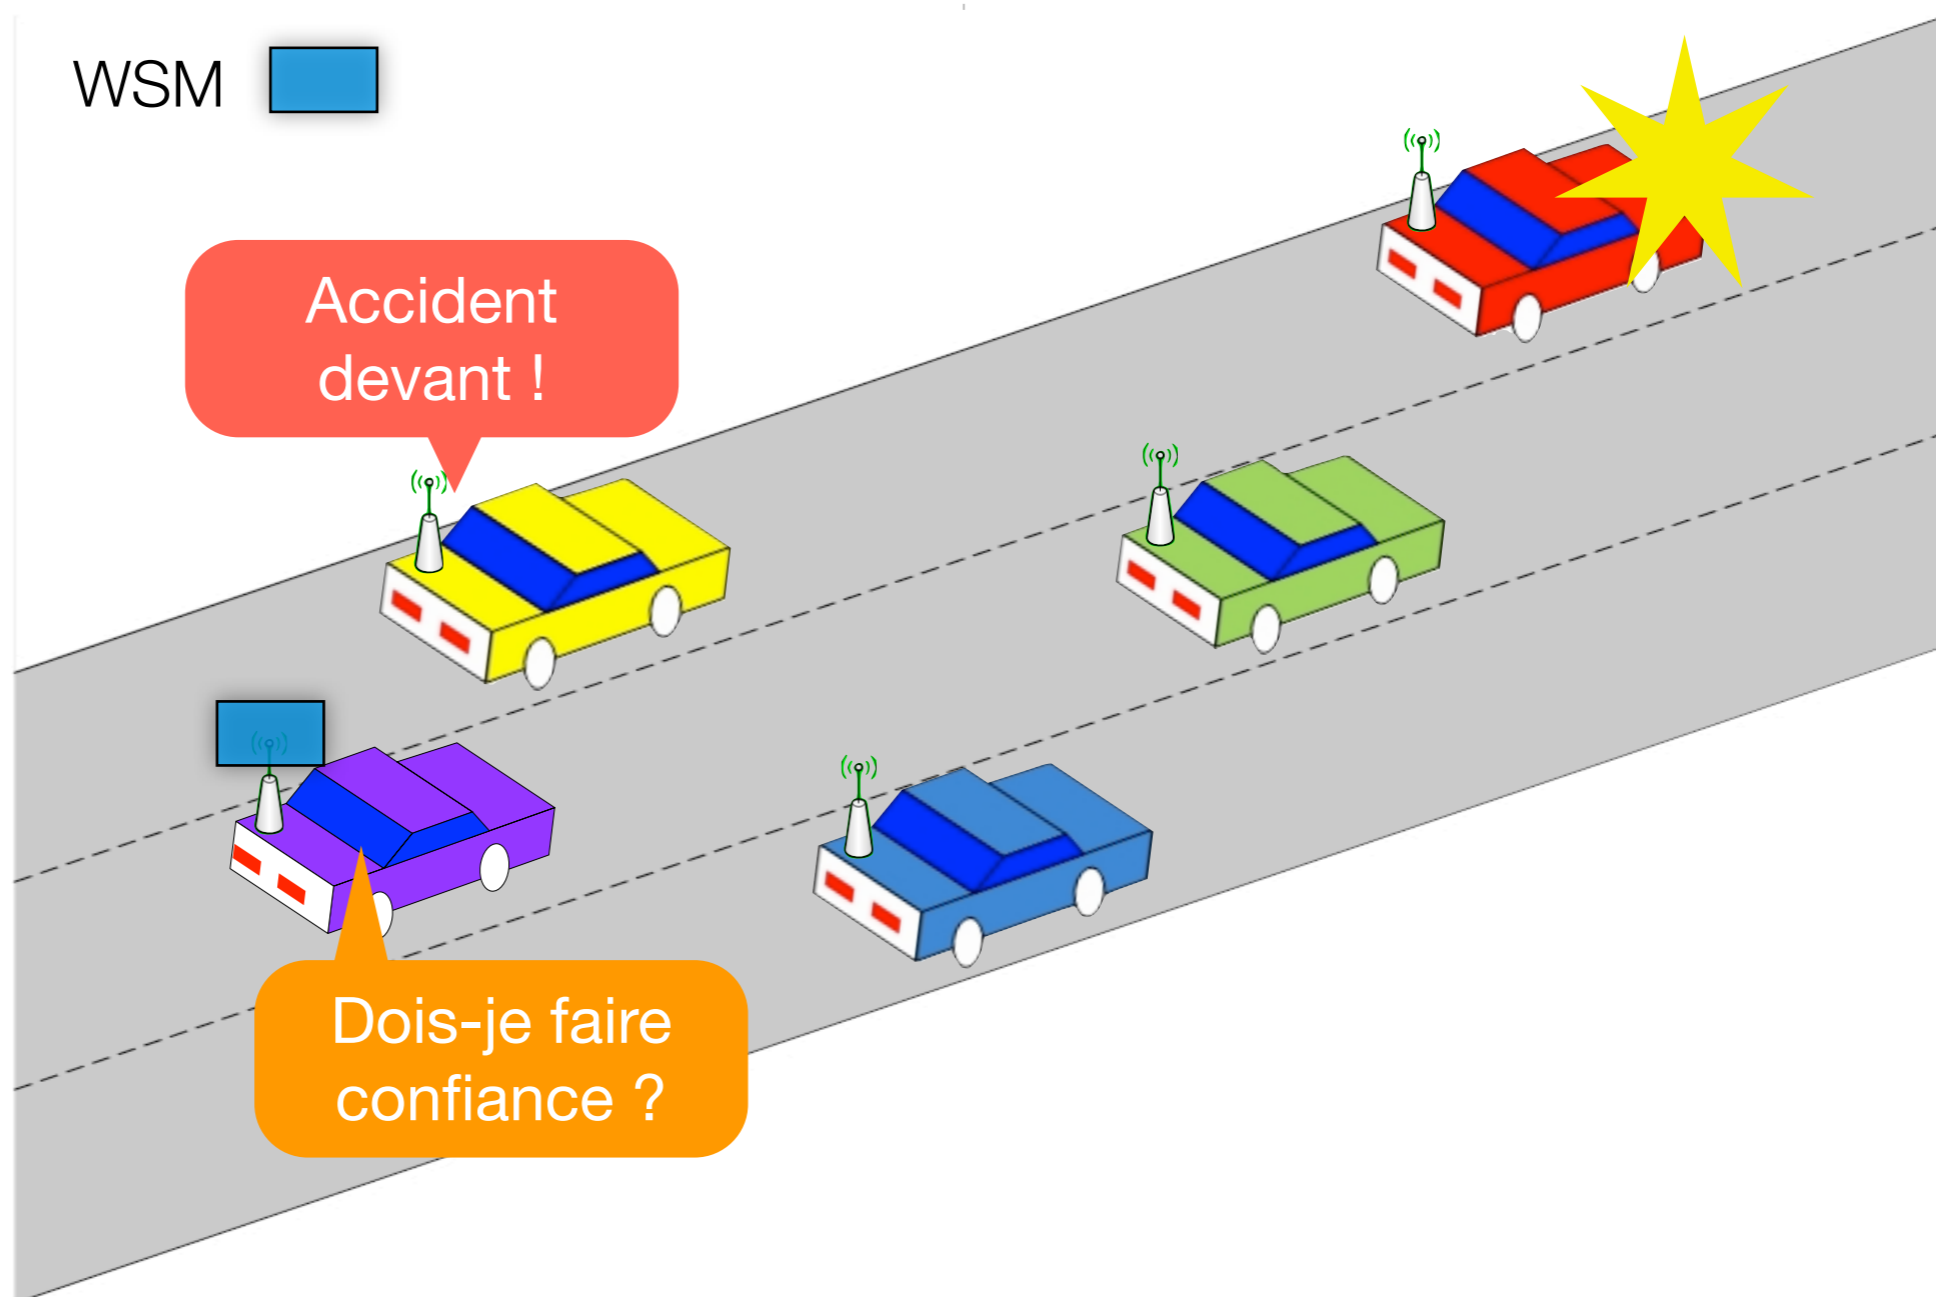 WSM
Accident
devant !
Dois-je faire
confiance ?